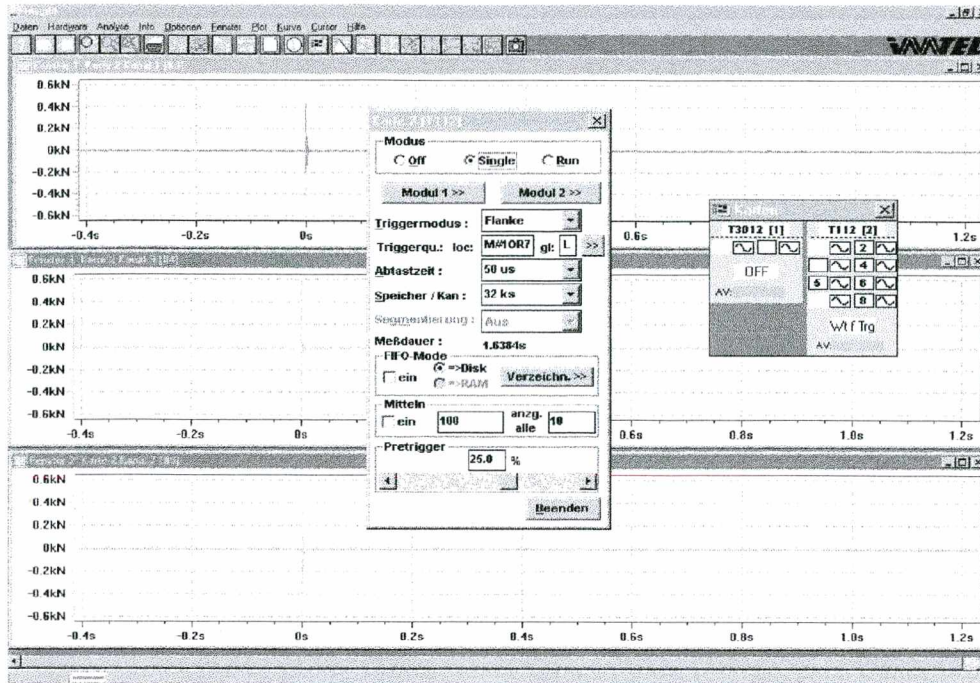 Daten Hardware Analyse Info Optionen Fenster Plot Kurve Cursor Hilfe
0.6kN
0.4kN
0.2kN
0kN
-0.2kN
-0.4kN
-0.6kN
-0.4s 0s 0.6s 0.8s 1.0s 1.2s
0.6kN
0.4kN
0.2kN
0kN
-0.2kN
-0.4kN
-0.6kN
-0.4s 0s 0.6s 0.8s 1.0s 1.2s
0.6kN
0.4kN
0.2kN
0kN
-0.2kN
-0.4kN
-0.6kN
-0.4s -0.2s 0s 0.2s 0.4s 0.6s 0.8s 1.0s 1.2s
Modus
Off Single Run
Modul 1 >> Modul 2 >>
Triggermodus : Flanke
Triggerqu.: loc: M#1OR7 gl: L >>
Abtastzeit : 50 us
Speicher / Kan : 32 ks
Segmentierung : Aus
Meßdauer : 1.6384s
FIFO-Mode
ein =>Disk =>RAM Verzeichn. >>
Mitteln
ein 100 anzg. alle 10
Pretrigger
25.0 %
Beenden
Karten
T3012 [1] T112 [2]
2
4
5 6
8
OFF
Wt f Trg
AV:
AV: